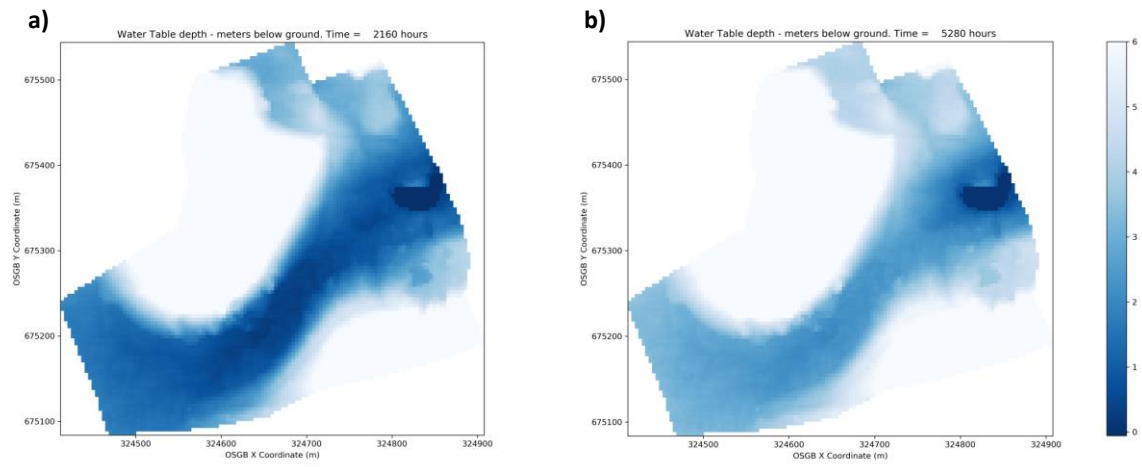 a)
Water Table depth - meters below ground. Time = 2160 hours
675500
675400
675300
675200
675100
OSGB Y Coordinate (m)
324500 324600 324700 324800 324900
OSGB X Coordinate (m)
b)
Water Table depth - meters below ground. Time = 5280 hours
675500
675400
675300
675200
675100
OSGB Y Coordinate (m)
324500 324600 324700 324800 324900
OSGB X Coordinate (m)
6
5
4
3
2
1
0